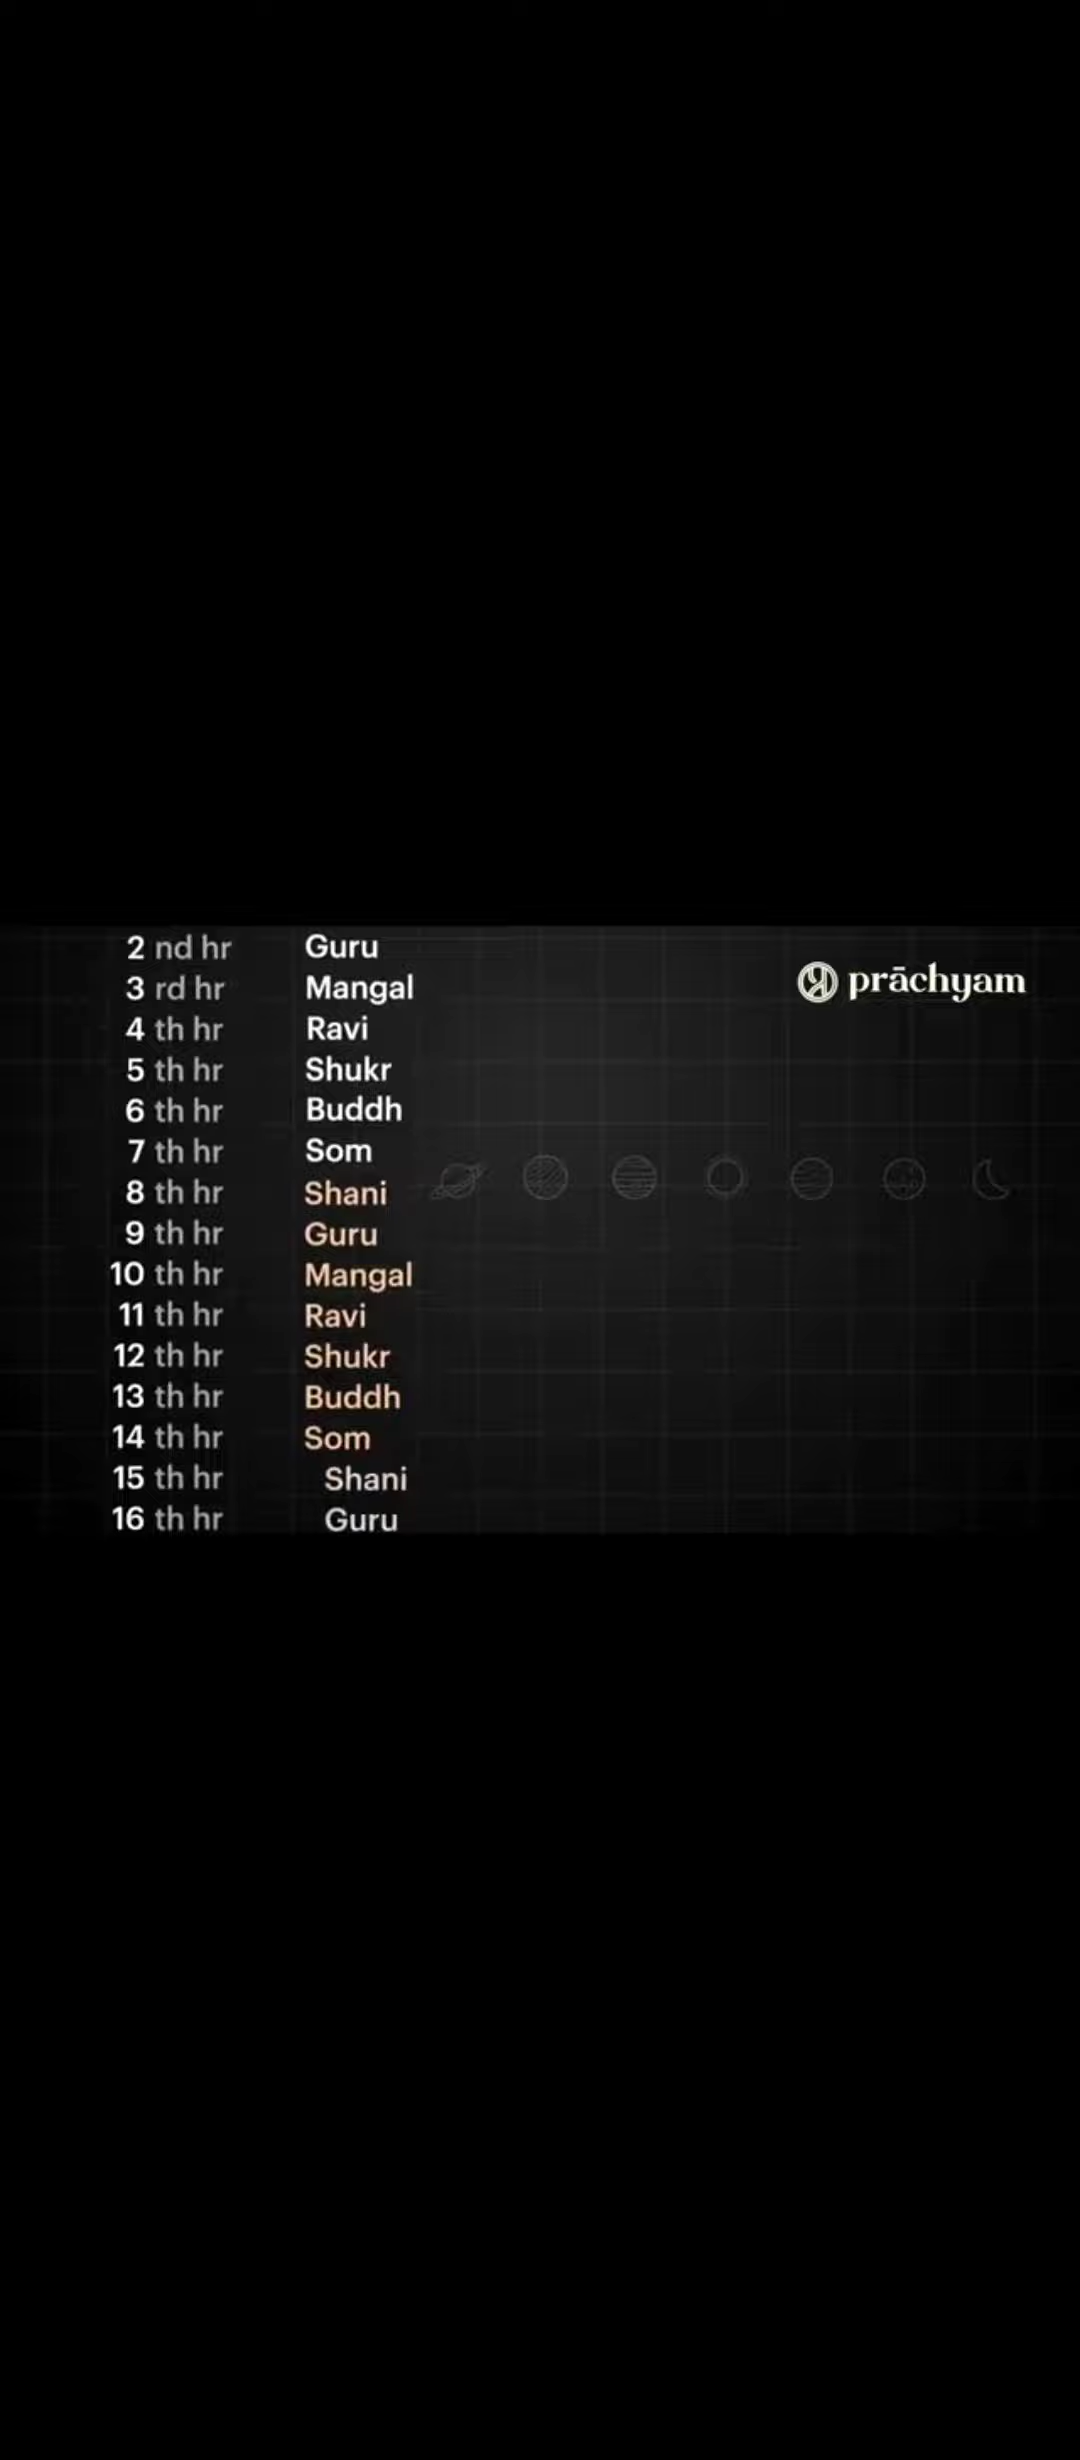 2 nd hr Guru
prāchyam
3 rd hr Mangal
4 th hr Ravi
5 th hr Shukr
6 th hr Buddh
7 th hr Som
8 th hr Shani
9 th hr Guru
10 th hr Mangal
11 th hr Ravi
12 th hr Shukr
13 th hr Buddh
14 th hr Som
15 th hr Shani
16 th hr Guru